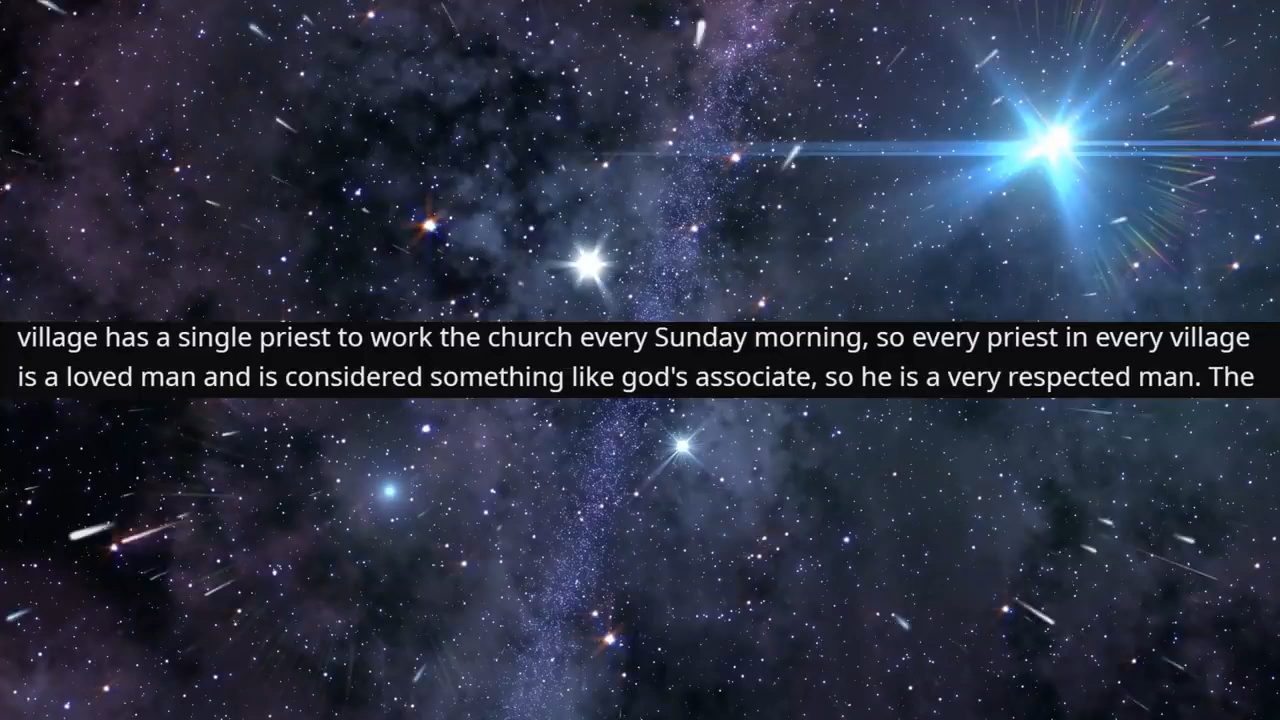 village has a single priest to work the church every Sunday morning, so every priest in every village
is a loved man and is considered something like god's associate, so he is a very respected man. The